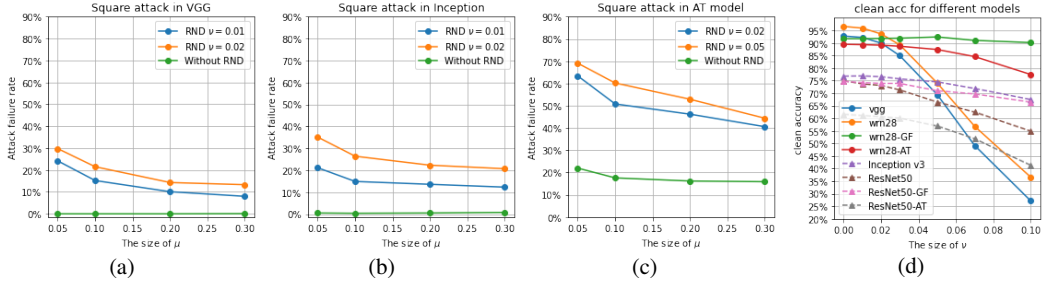 Square attack in VGG
90%
80%
70%
60%
50%
40%
30%
20%
10%
0%
Attack failure rate
RND ν = 0.01
RND ν = 0.02
Without RND
0.05 0.10 0.15 0.20 0.25 0.30
The size of μ
(a)
Square attack in Inception
90%
80%
70%
60%
50%
40%
30%
20%
10%
0%
Attack failure rate
RND ν = 0.01
RND ν = 0.02
Without RND
0.05 0.10 0.15 0.20 0.25 0.30
The size of μ
(b)
Square attack in AT model
90%
80%
70%
60%
50%
40%
30%
20%
10%
0%
Attack failure rate
RND ν = 0.02
RND ν = 0.05
Without RND
0.05 0.10 0.15 0.20 0.25 0.30
The size of μ
(c)
clean acc for different models
95%
90%
85%
80%
75%
70%
65%
60%
55%
50%
45%
40%
35%
30%
25%
20%
clean accuracy
vgg
wrn28
wrn28-GF
wrn28-AT
Inception v3
ResNet50
ResNet50-GF
ResNet50-AT
0.00 0.02 0.04 0.06 0.08 0.10
The size of ν
(d)